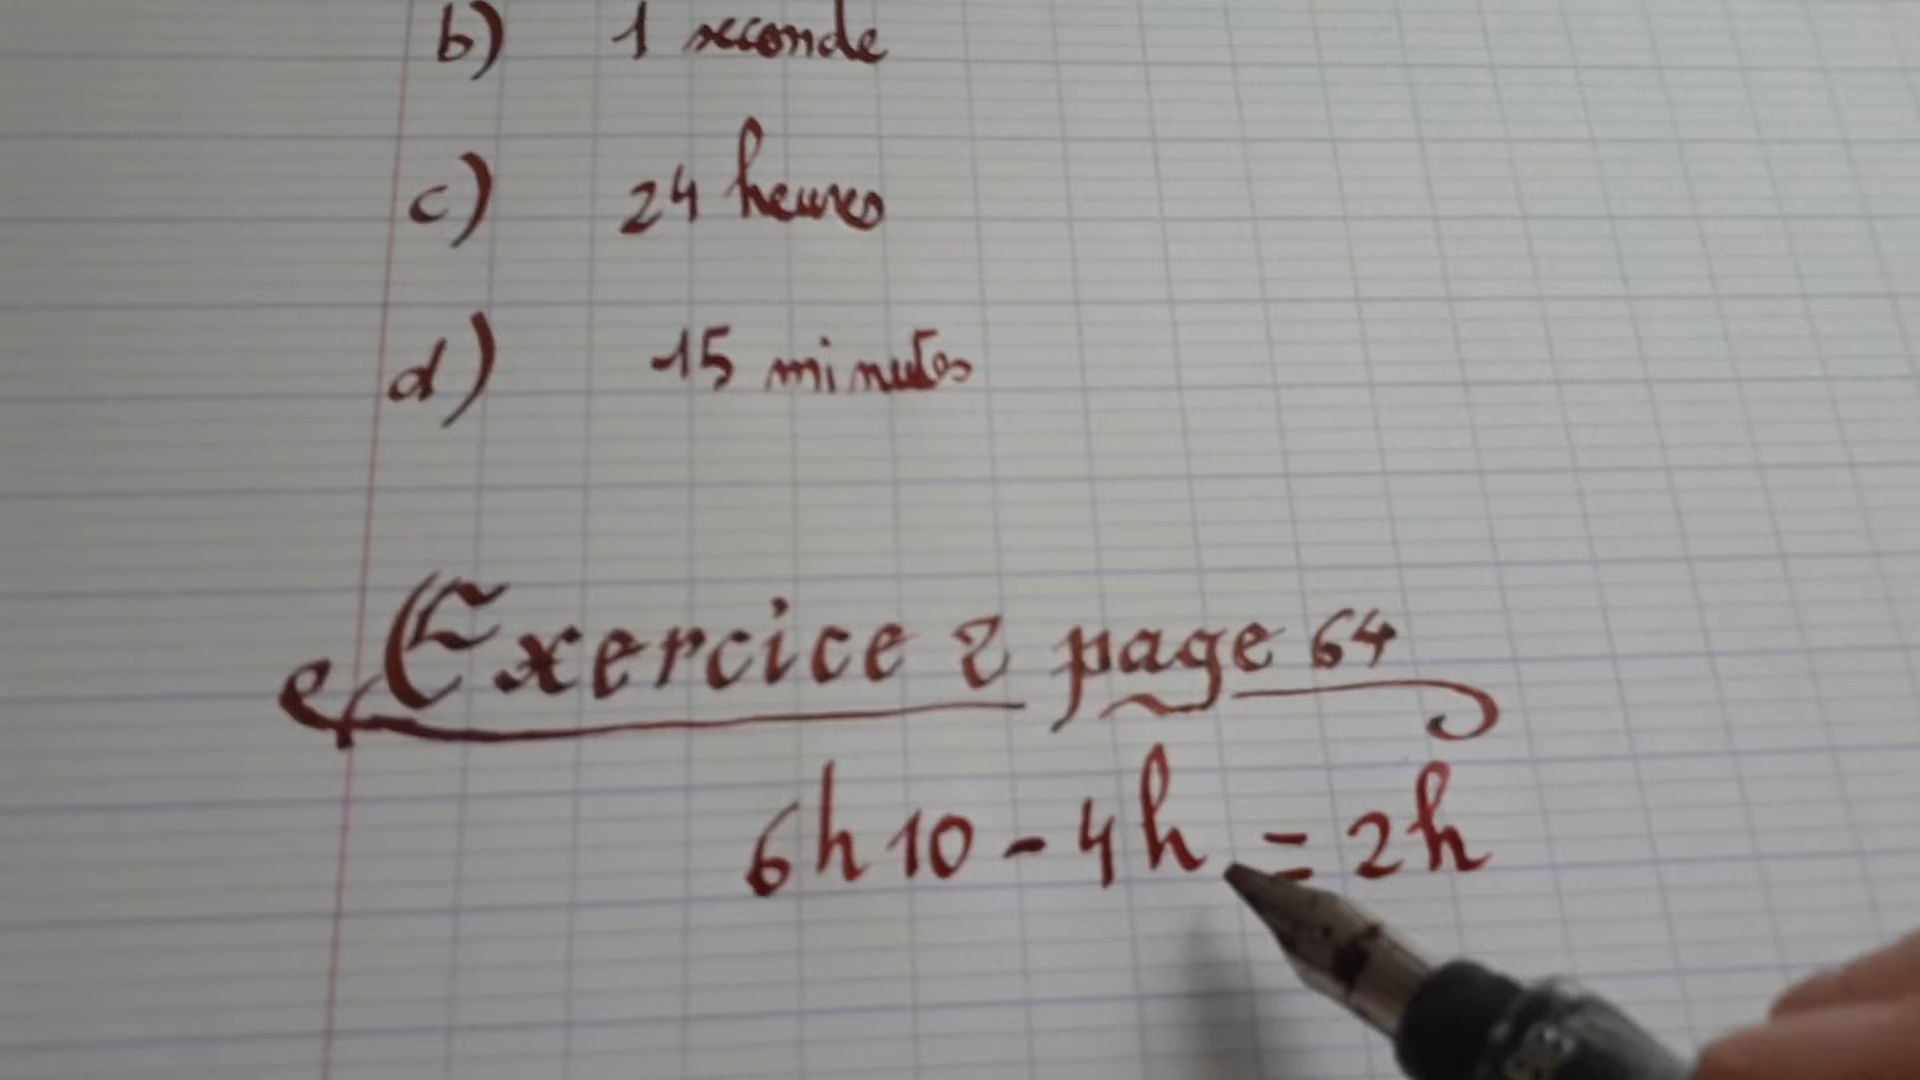 b) 1 seconde
c) 24 heures
d) 15 minutes
Exercice 2 page 64
6h10 - 4h = 2h